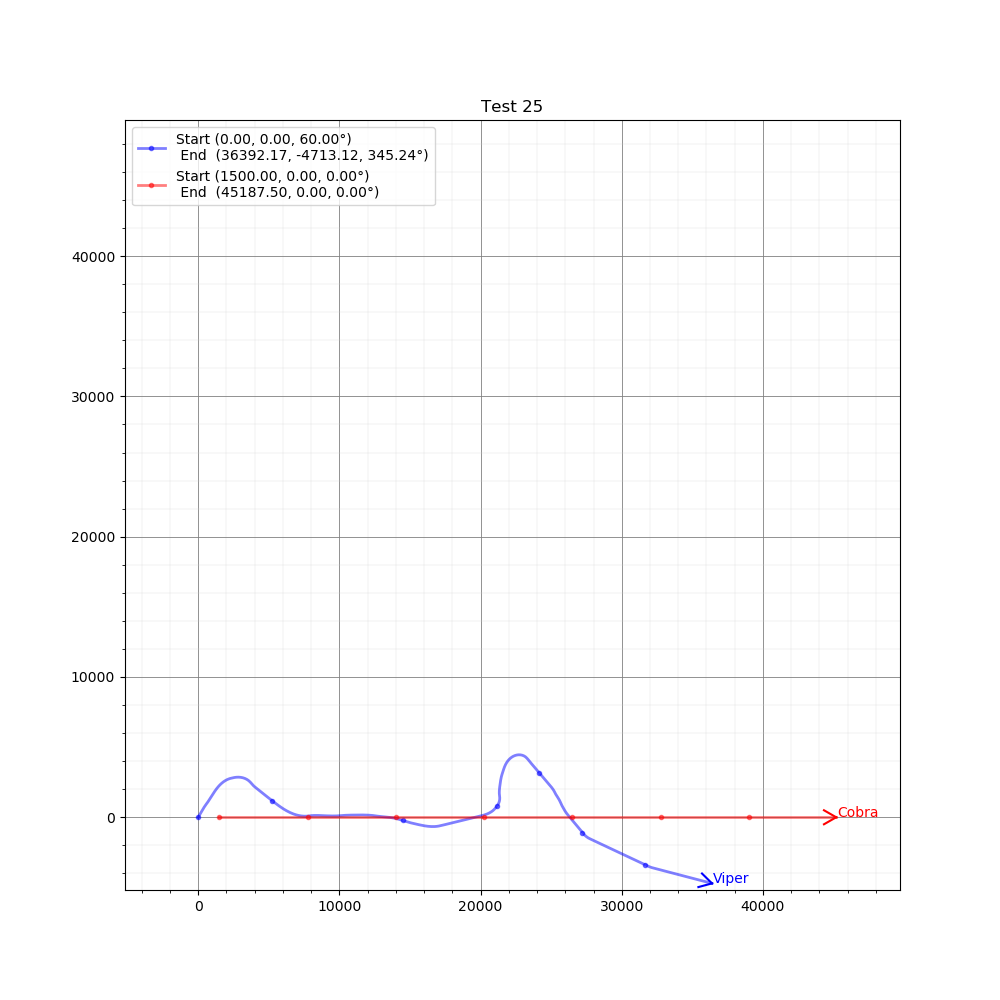 Test 25
Start (0.00, 0.00, 60.00°)
End (36392.17, -4713.12, 345.24°)
Start (1500.00, 0.00, 0.00°)
End (45187.50, 0.00, 0.00°)
40000
30000
20000
10000
0
Cobra
Viper
0 10000 20000 30000 40000